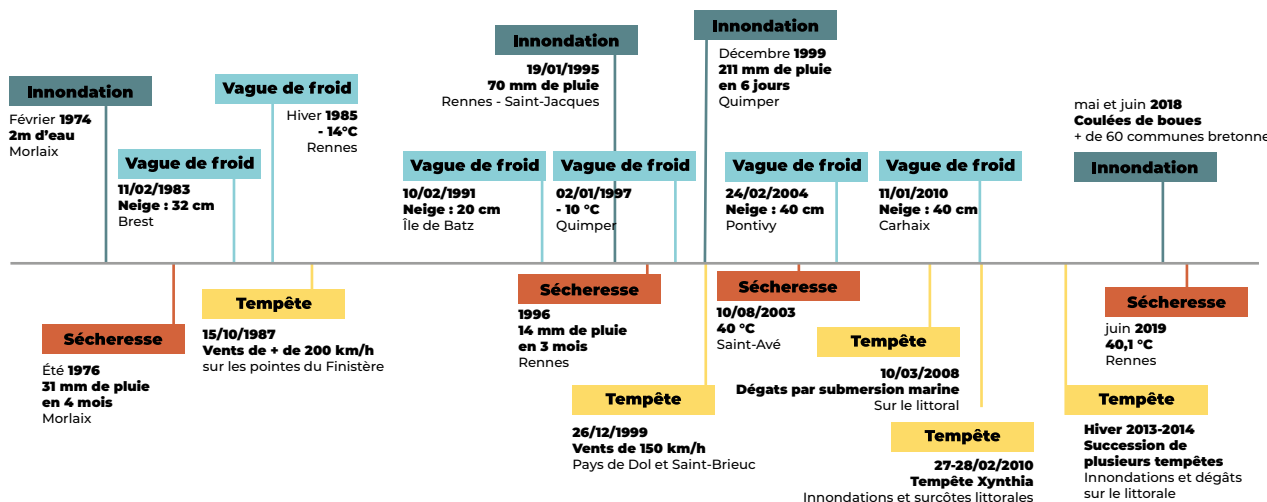 Innondation
Février 1974
2m d'eau
Morlaix
Vague de froid
11/02/1983
Neige : 32 cm
Brest
Vague de froid
Hiver 1985
- 14°C
Rennes
Vague de froid
10/02/1991
Neige : 20 cm
Île de Batz
Innondation
19/01/1995
70 mm de pluie
Rennes - Saint-Jacques
Vague de froid
02/01/1997
- 10 °C
Quimper
Innondation
Décembre 1999
211 mm de pluie
en 6 jours
Quimper
Vague de froid
24/02/2004
Neige : 40 cm
Pontivy
Vague de froid
11/01/2010
Neige : 40 cm
Carhaix
mai et juin 2018
Coulées de boues
+ de 60 communes bretonne
Innondation
Sécheresse
Été 1976
31 mm de pluie
en 4 mois
Morlaix
Tempête
15/10/1987
Vents de + de 200 km/h
sur les pointes du Finistère
Sécheresse
1996
14 mm de pluie
en 3 mois
Rennes
Tempête
26/12/1999
Vents de 150 km/h
Pays de Dol et Saint-Brieuc
Sécheresse
10/08/2003
40 °C
Saint-Avé
Tempête
10/03/2008
Dégats par submersion marine
Sur le littoral
Tempête
27-28/02/2010
Tempête Xynthia
Innondations et surcôtes littorales
Tempête
Hiver 2013-2014
Succession de
plusieurs tempêtes
Innondations et dégâts
sur le littorale
Sécheresse
juin 2019
40,1 °C
Rennes